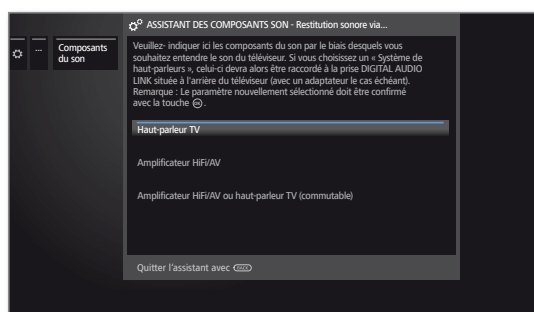 ASSISTANT DES COMPOSANTS SON - Restitution sonore via...
...
Composants
du son
Veuillez- indiquer ici les composants du son par le biais desquels vous
souhaitez entendre le son du téléviseur. Si vous choisissez un « Système de
haut-parleurs », celui-ci devra alors être raccordé à la prise DIGITAL AUDIO
LINK située à l'arrière du téléviseur (avec un adaptateur le cas échéant).
Remarque : Le paramètre nouvellement sélectionné doit être confirmé
avec la touche OK.
Haut-parleur TV
Amplificateur HiFi/AV
Amplificateur HiFi/AV ou haut-parleur TV (commutable)
Quitter l'assistant avec BACK